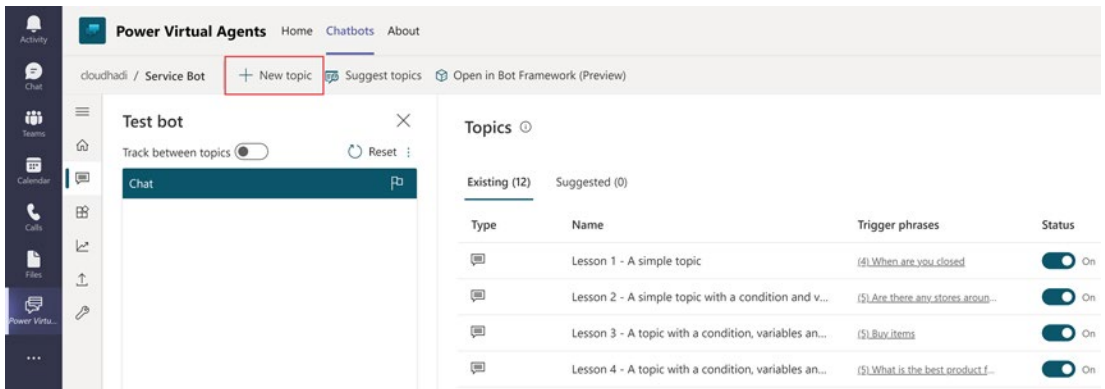 Activity
Chat
Teams
Calendar
Calls
Files
Power Virtu...
Power Virtual Agents Home Chatbots About
cloudhadi / Service Bot + New topic Suggest topics Open in Bot Framework (Preview)
Test bot
Track between topics Reset
Chat
Topics
Existing (12) Suggested (0)
Type Name Trigger phrases Status
Lesson 1 - A simple topic (4) When are you closed On
Lesson 2 - A simple topic with a condition and v... (5) Are there any stores aroun... On
Lesson 3 - A topic with a condition, variables an... (5) Buy items On
Lesson 4 - A topic with a condition, variables an... (5) What is the best product f... On